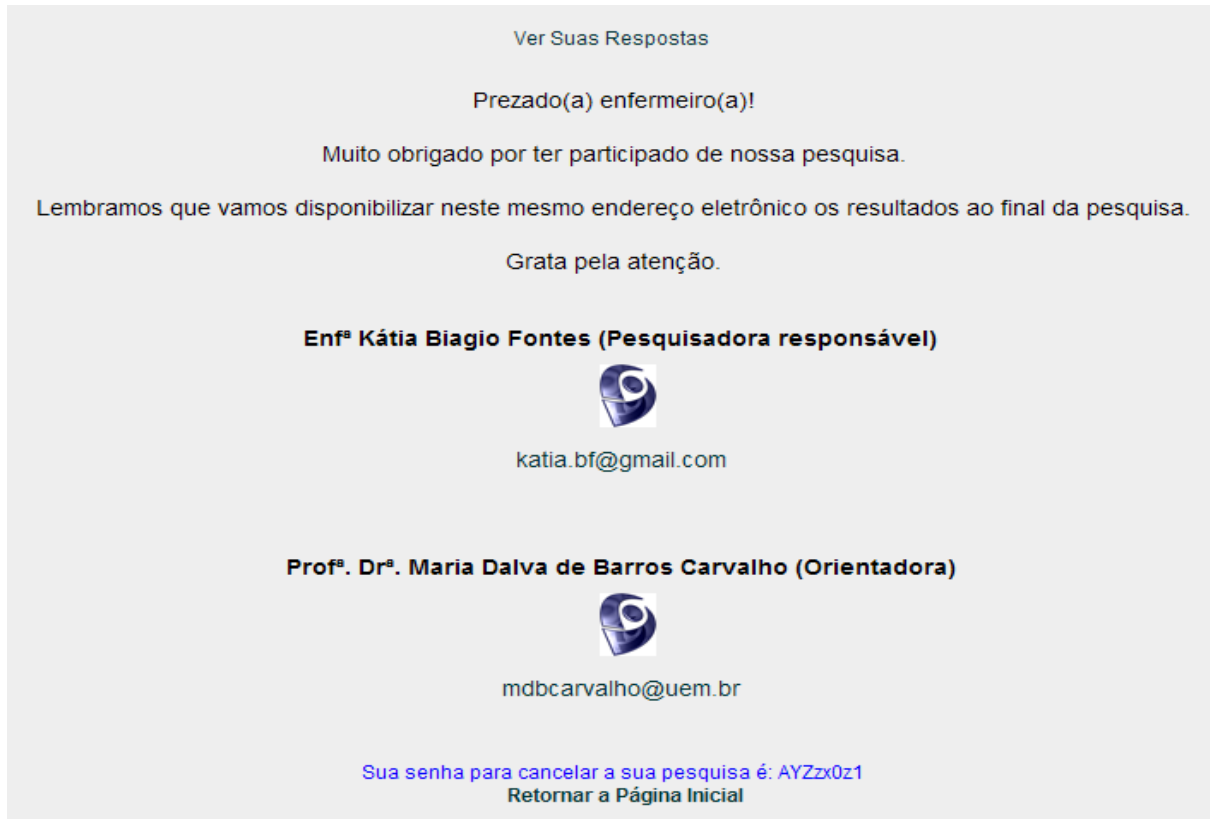 Ver Suas Respostas
Prezado(a) enfermeiro(a)!
Muito obrigado por ter participado de nossa pesquisa.
Lembramos que vamos disponibilizar neste mesmo endereço eletrônico os resultados ao final da pesquisa.
Grata pela atenção.
Enfª Kátia Biagio Fontes (Pesquisadora responsável)
katia.bf@gmail.com
Profª. Drª. Maria Dalva de Barros Carvalho (Orientadora)
mdbcarvalho@uem.br
Sua senha para cancelar a sua pesquisa é: AYZzx0z1
Retornar a Página Inicial